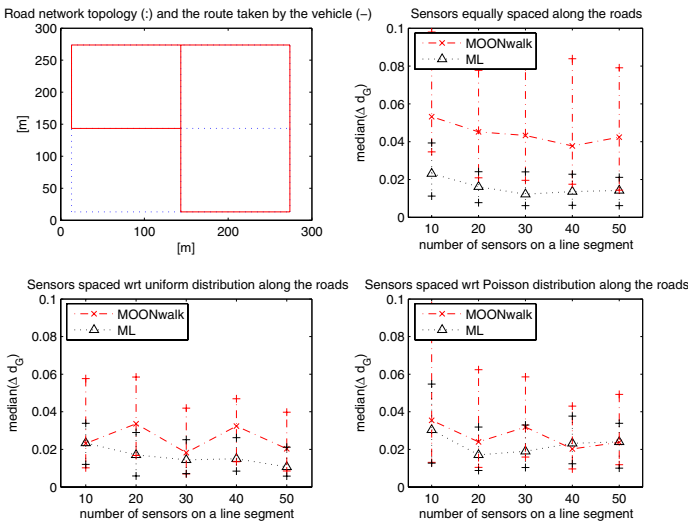 Road network topology (:) and the route taken by the vehicle (−)
300
250
200
150
100
50
0
[m]
0 100 200 300
[m]
Sensors equally spaced along the roads
0.1
0.08
0.06
0.04
0.02
0
median(Δ d_G)
MOONwalk
ML
10 20 30 40 50
number of sensors on a line segment
Sensors spaced wrt uniform distribution along the roads
0.1
0.08
0.06
0.04
0.02
0
median(Δ d_G)
MOONwalk
ML
10 20 30 40 50
number of sensors on a line segment
Sensors spaced wrt Poisson distribution along the roads
0.1
0.08
0.06
0.04
0.02
0
median(Δ d_G)
MOONwalk
ML
10 20 30 40 50
number of sensors on a line segment